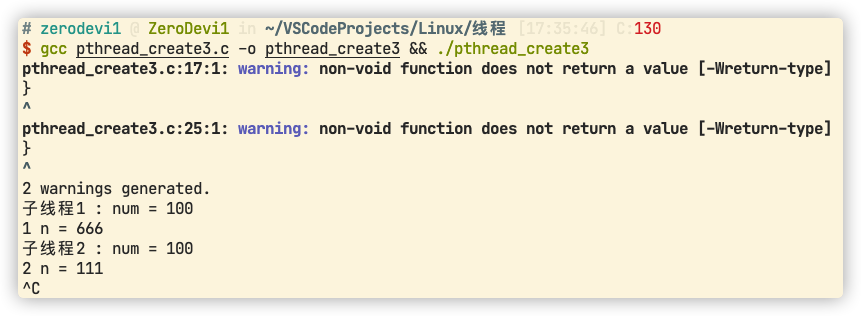 # zerodevi1 @ ZeroDevi1 in ~/VSCodeProjects/Linux/线程 [17:35:46] C:130
$ gcc pthread_create3.c -o pthread_create3 && ./pthread_create3
pthread_create3.c:17:1: warning: non-void function does not return a value [-Wreturn-type]
}
^
pthread_create3.c:25:1: warning: non-void function does not return a value [-Wreturn-type]
}
^
2 warnings generated.
子线程1 : num = 100
1 n = 666
子线程2 : num = 100
2 n = 111
^C